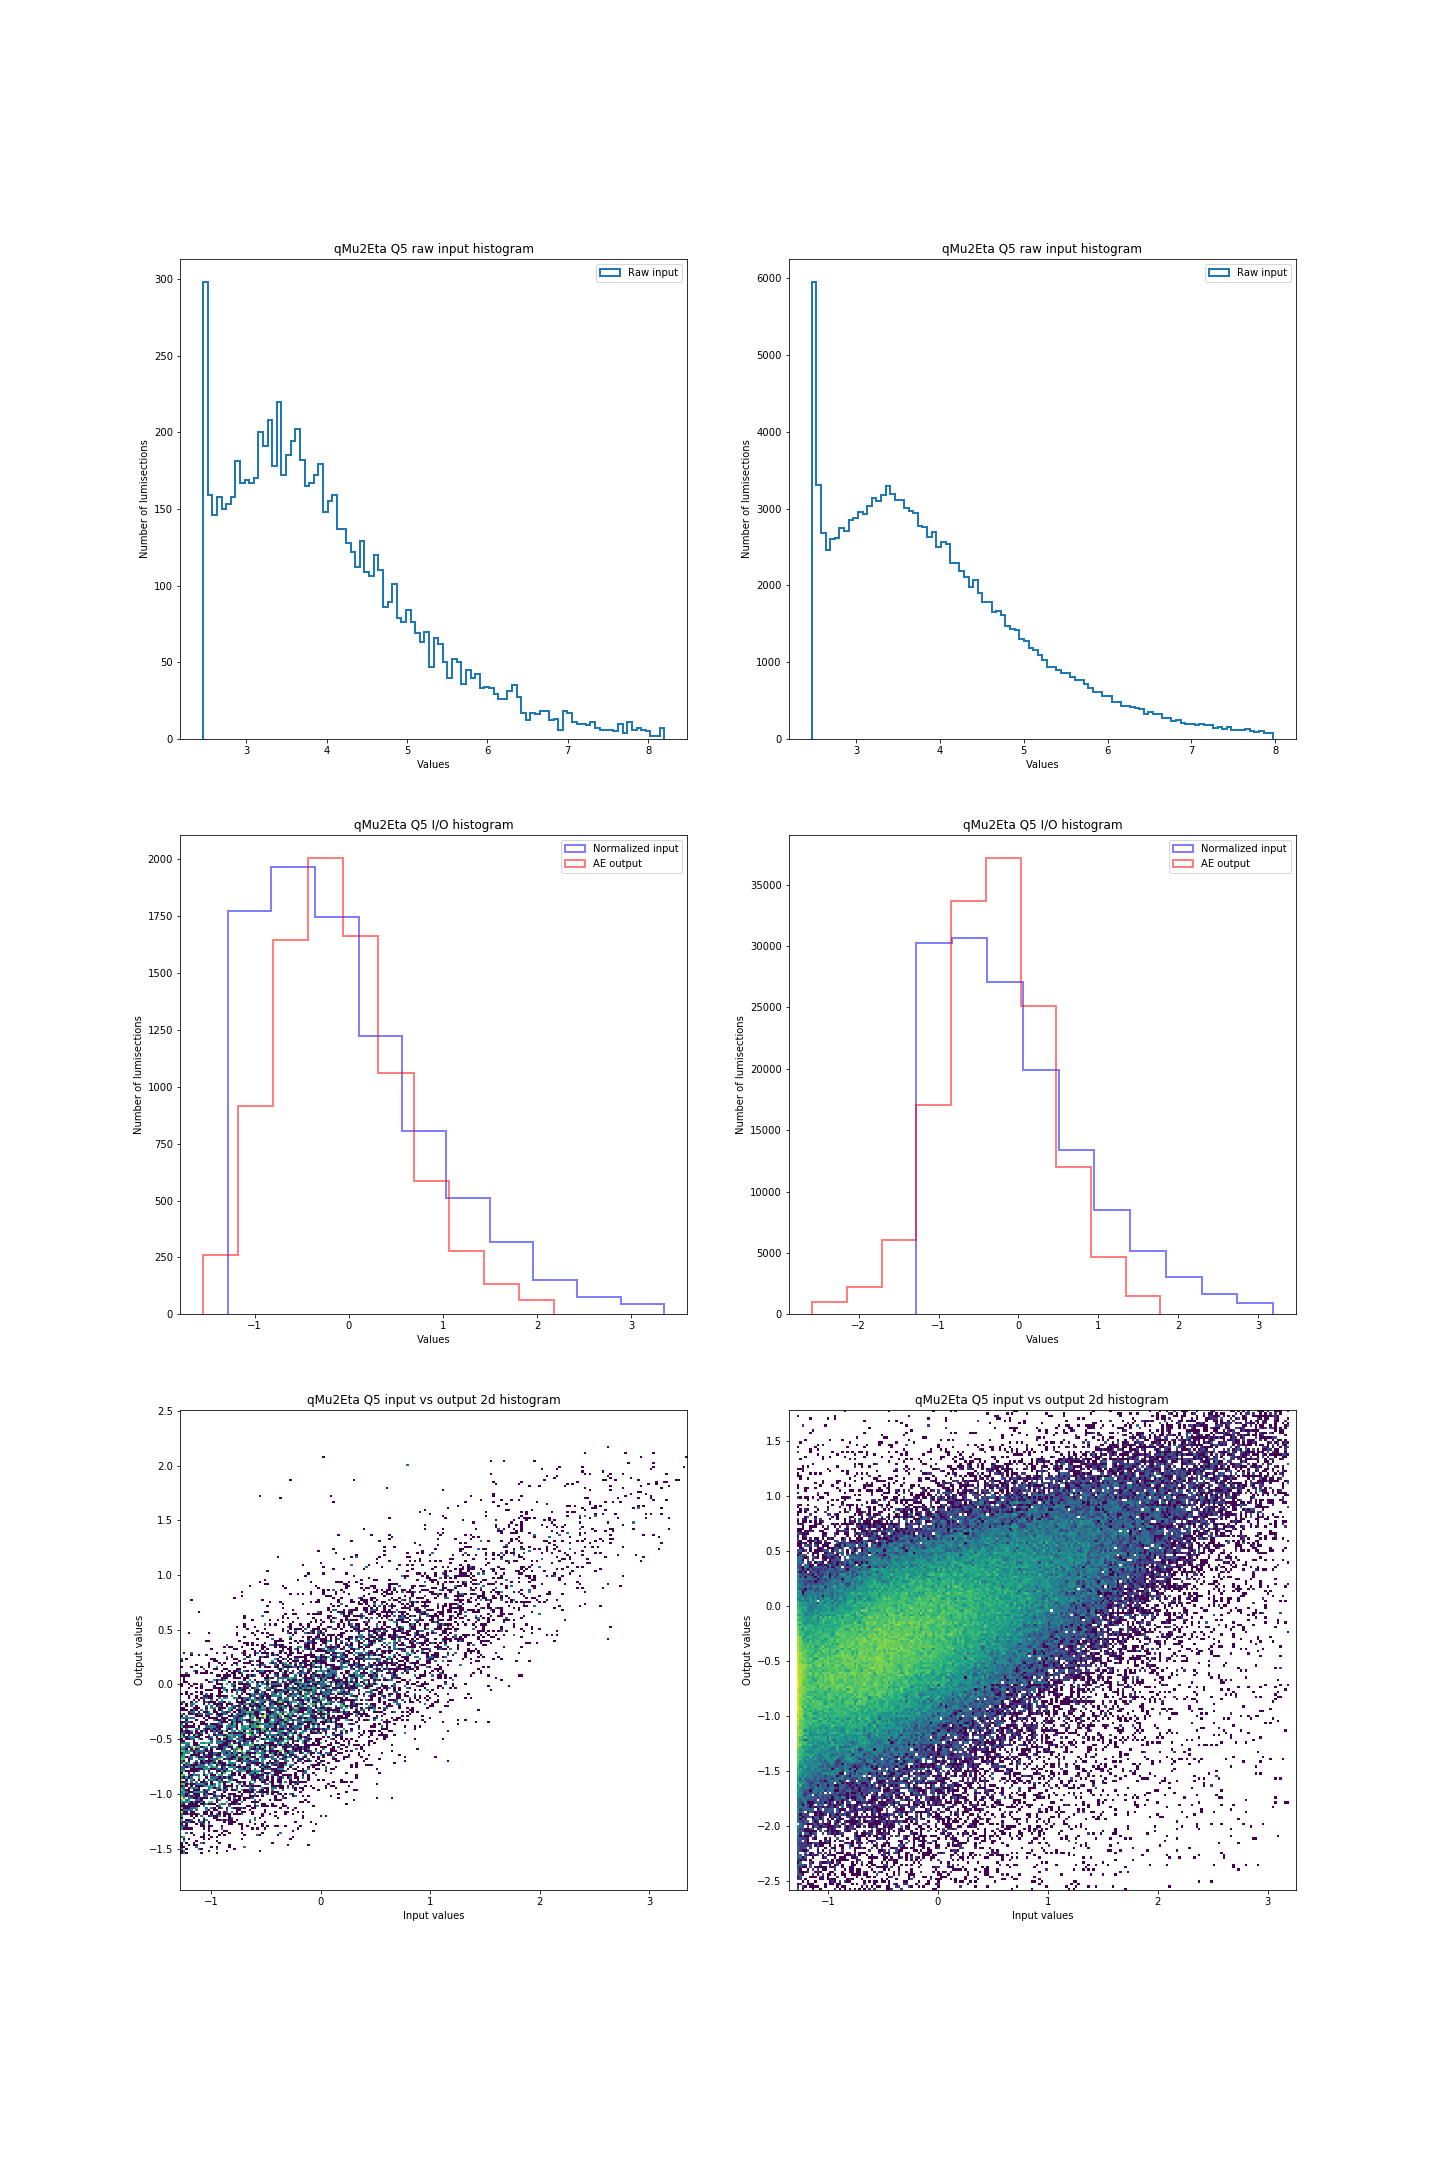 qMu2Eta Q5 raw input histogram
Raw input
300
250
200
150
100
50
0
Number of lumisections
3 4 5 6 7 8
Values
qMu2Eta Q5 raw input histogram
Raw input
6000
5000
4000
3000
2000
1000
0
Number of lumisections
3 4 5 6 7 8
Values
qMu2Eta Q5 I/O histogram
Normalized input
AE output
2000
1750
1500
1250
1000
750
500
250
0
Number of lumisections
−1 0 1 2 3
Values
qMu2Eta Q5 I/O histogram
Normalized input
AE output
35000
30000
25000
20000
15000
10000
5000
0
Number of lumisections
−2 −1 0 1 2 3
Values
qMu2Eta Q5 input vs output 2d histogram
2.5
2.0
1.5
1.0
0.5
0.0
−0.5
−1.0
−1.5
Output values
−1 0 1 2 3
Input values
qMu2Eta Q5 input vs output 2d histogram
1.5
1.0
0.5
0.0
−0.5
−1.0
−1.5
−2.0
−2.5
Output values
−1 0 1 2 3
Input values